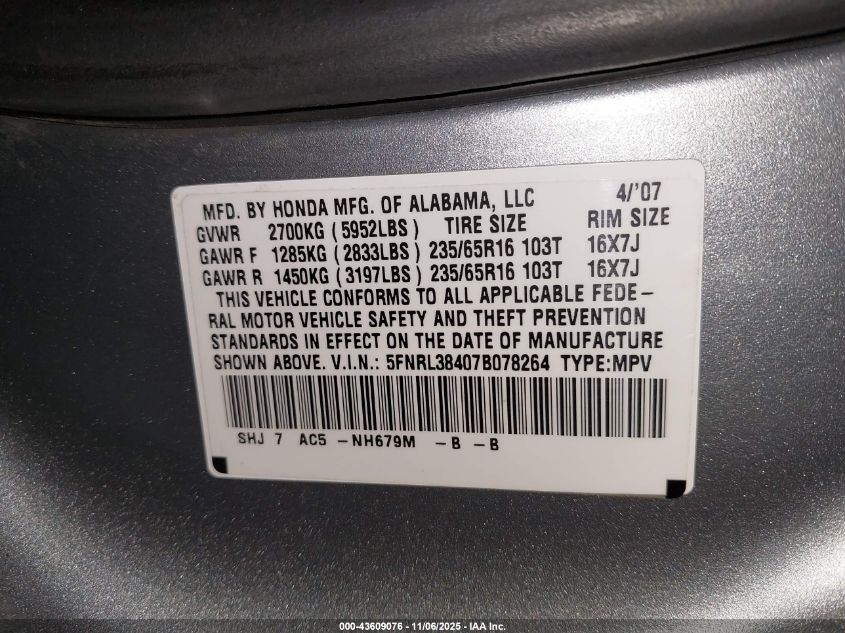 MFD. BY HONDA MFG. OF ALABAMA, LLC 4/'07
GVWR 2700KG (5952LBS) TIRE SIZE RIM SIZE
GAWR F 1285KG (2833LBS) 235/65R16 103T 16X7J
GAWR R 1450KG (3197LBS) 235/65R16 103T 16X7J
THIS VEHICLE CONFORMS TO ALL APPLICABLE FEDE-
RAL MOTOR VEHICLE SAFETY AND THEFT PREVENTION
STANDARDS IN EFFECT ON THE DATE OF MANUFACTURE
SHOWN ABOVE. V.I.N.: 5FNRL38407B078264 TYPE:MPV
SHJ 7 AC5 -NH679M -B -B
000-43609076 - 11/06/2025 - IAA Inc.